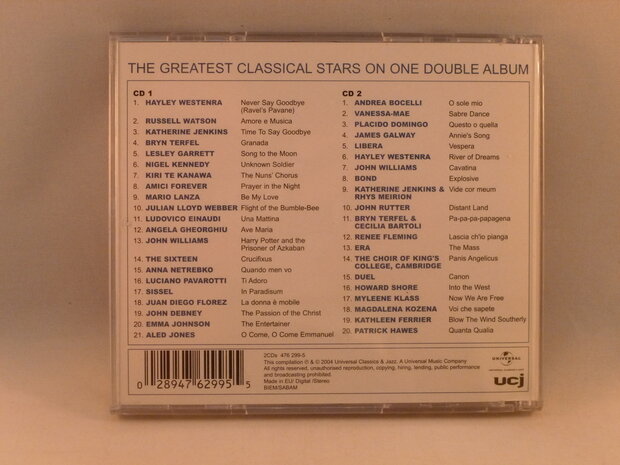 THE GREATEST CLASSICAL STARS ON ONE DOUBLE ALBUM
CD 1
1. HAYLEY WESTENRA Never Say Goodbye
(Ravel's Pavane)
2. RUSSELL WATSON Amore e Musica
3. KATHERINE JENKINS Time To Say Goodbye
4. BRYN TERFEL Granada
5. LESLEY GARRETT Song to the Moon
6. NIGEL KENNEDY Unknown Soldier
7. KIRI TE KANAWA The Nuns' Chorus
8. AMICI FOREVER Prayer in the Night
9. MARIO LANZA Be My Love
10. JULIAN LLOYD WEBBER Flight of the Bumble-Bee
11. LUDOVICO EINAUDI Una Mattina
12. ANGELA GHEORGHIU Ave Maria
13. JOHN WILLIAMS Harry Potter and the
Prisoner of Azkaban
14. THE SIXTEEN Crucifixus
15. ANNA NETREBKO Quando men vo
16. LUCIANO PAVAROTTI Ti Adoro
17. SISSEL In Paradisum
18. JUAN DIEGO FLOREZ La donna è mobile
19. JOHN DEBNEY The Passion of the Christ
20. EMMA JOHNSON The Entertainer
21. ALED JONES O Come, O Come Emmanuel
CD 2
1. ANDREA BOCELLI O sole mio
2. VANESSA-MAE Sabre Dance
3. PLACIDO DOMINGO Questo o quella
4. JAMES GALWAY Annie's Song
5. LIBERA Vespera
6. HAYLEY WESTENRA River of Dreams
7. JOHN WILLIAMS Cavatina
8. BOND Explosive
9. KATHERINE JENKINS & Vide cor meum
RHYS MEIRION
10. JOHN RUTTER Distant Land
11. BRYN TERFEL & Pa-pa-pa-papagena
CECILIA BARTOLI
12. RENEE FLEMING Lascia ch'io pianga
13. ERA The Mass
14. THE CHOIR OF KING'S Panis Angelicus
COLLEGE, CAMBRIDGE
15. DUEL Canon
16. HOWARD SHORE Into the West
17. MYLEENE KLASS Now We Are Free
18. MAGDALENA KOZENA Voi che sapete
19. KATHLEEN FERRIER Blow The Wind Southerly
20. PATRICK HAWES Quanta Qualia
0 28947 62995 5
2CDs 476 299-5
This compilation ℗ & © 2004 Universal Classics & Jazz, A Universal Music Company
All rights reserved, unauthorised reproduction, copying, hiring, lending, public performance
and broadcasting prohibited.
Made in EU/ Digital /Stereo
BIEM/SABAM
UNIVERSAL
ucj